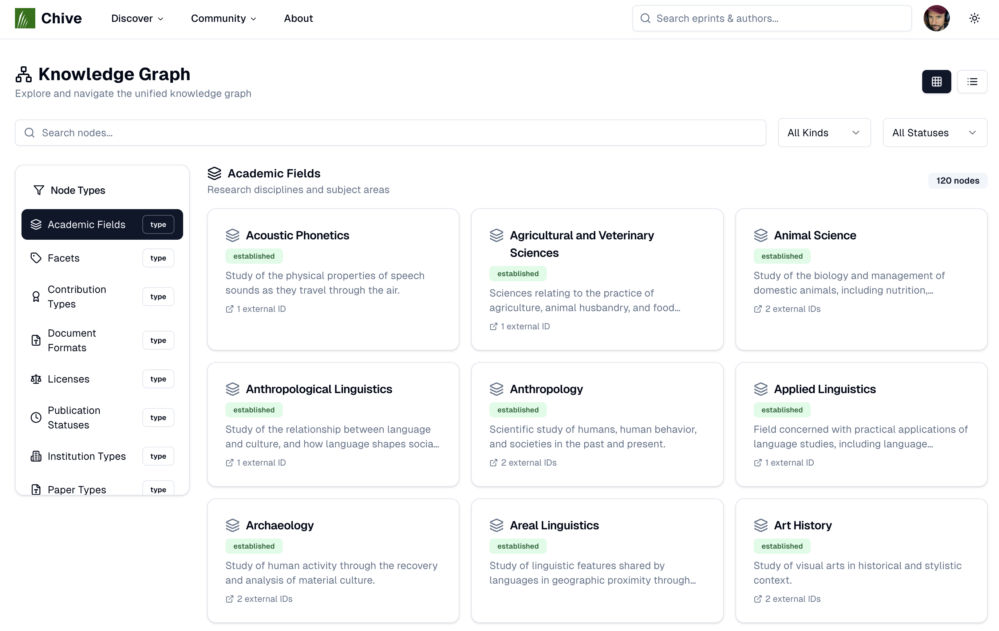 Chive
Discover
Community
About
Search eprints & authors...
Knowledge Graph
Explore and navigate the unified knowledge graph
Search nodes...
All Kinds
All Statuses
Node Types
Academic Fields type
Facets type
Contribution
Types
type
Document
Formats
type
Licenses type
Publication
Statuses
type
Institution Types type
Paper Types type
Academic Fields
Research disciplines and subject areas
120 nodes
Acoustic Phonetics
established
Study of the physical properties of speech
sounds as they travel through the air.
1 external ID
Agricultural and Veterinary
Sciences
established
Sciences relating to the practice of
agriculture, animal husbandry, and food...
1 external ID
Animal Science
established
Study of the biology and management of
domestic animals, including nutrition,...
2 external IDs
Anthropological Linguistics
established
Study of the relationship between language
and culture, and how language shapes socia...
1 external ID
Anthropology
established
Scientific study of humans, human behavior,
and societies in the past and present.
2 external IDs
Applied Linguistics
established
Field concerned with practical applications of
language studies, including language...
1 external ID
Archaeology
established
Study of human activity through the recovery
and analysis of material culture.
2 external IDs
Areal Linguistics
established
Study of linguistic features shared by
languages in geographic proximity through...
Art History
established
Study of visual arts in historical and stylistic
context.
2 external IDs